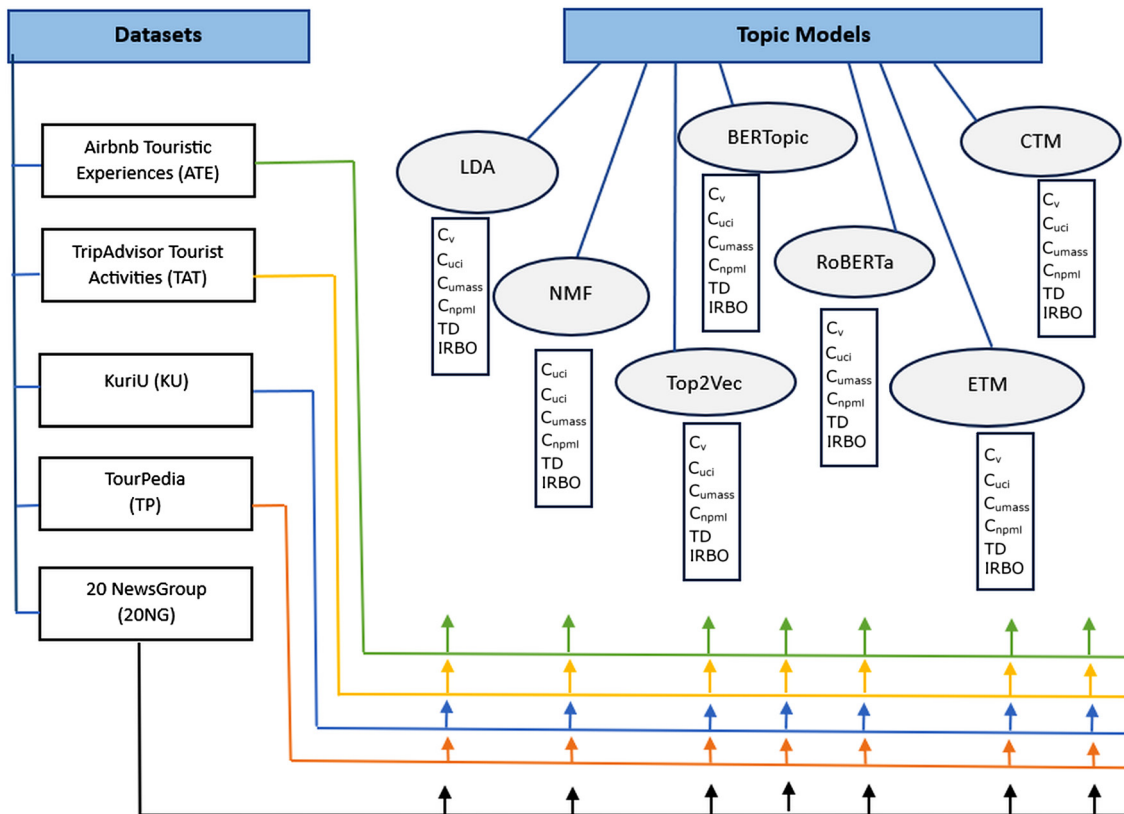 Datasets
Topic Models
Airbnb Touristic
Experiences (ATE)
TripAdvisor Tourist
Activities (TAT)
KuriU (KU)
TourPedia
(TP)
20 NewsGroup
(20NG)
LDA
Cv
Cuci
Cumass
Cnpml
TD
IRBO
NMF
Cuci
Cuci
Cumass
Cnpml
TD
IRBO
Top2Vec
Cv
Cuci
Cumass
Cnpml
TD
IRBO
BERTopic
Cv
Cuci
Cumass
Cnpml
TD
IRBO
RoBERTa
Cv
Cuci
Cumass
Cnpml
TD
IRBO
ETM
Cv
Cuci
Cumass
Cnpml
TD
IRBO
CTM
Cv
Cuci
Cumass
Cnpml
TD
IRBO